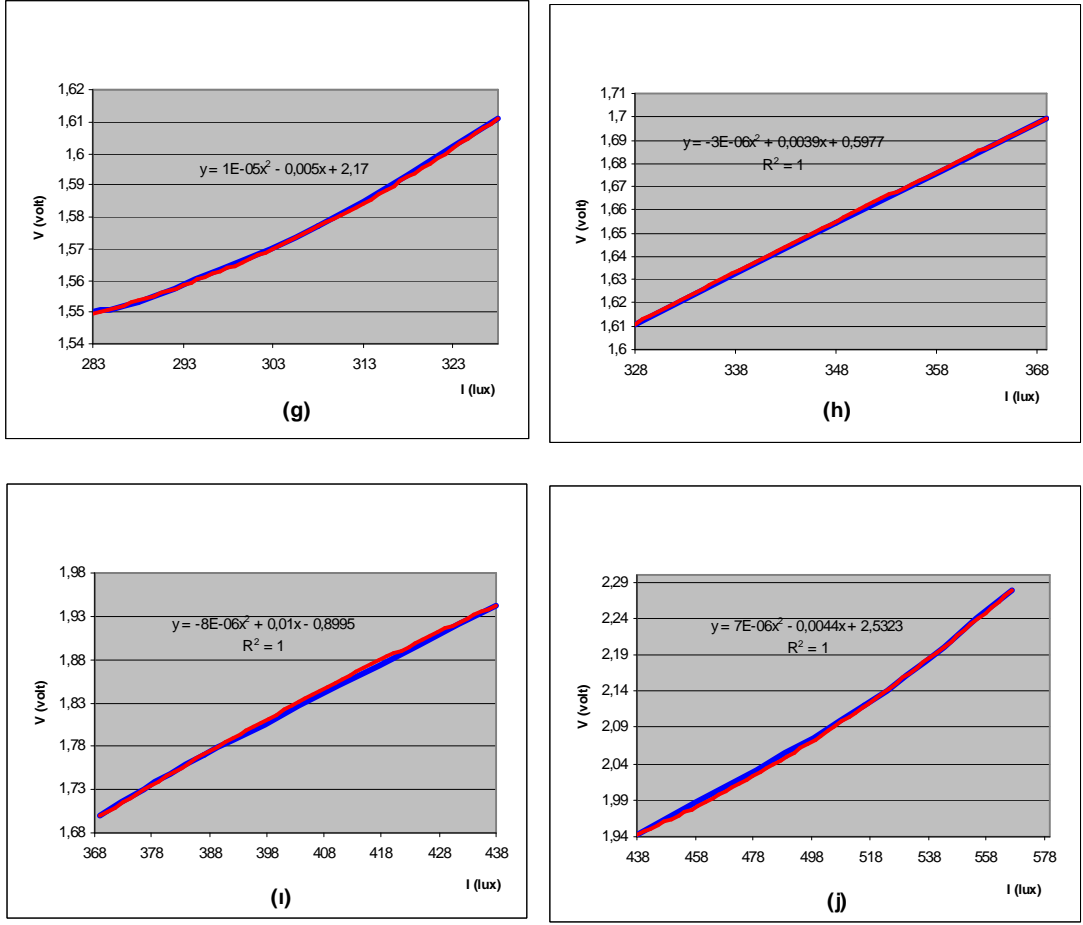 1,62
1,61
1,6
1,59
1,58
1,57
1,56
1,55
1,54
V (volt)
y = 1E-05x² - 0,005x + 2,17
283 293 303 313 323
I (lux)
(g)
1,71
1,7
1,69
1,68
1,66
1,65
1,63
1,62
1,61
1,6
V (volt)
y = -3E-06x² + 0,0039x + 0,5977
R² = 1
328 338 348 358 368
I (lux)
(h)
1,98
1,93
1,88
1,83
1,78
1,73
1,68
V (volt)
y = -8E-06x² + 0,01x - 0,8995
R² = 1
368 378 388 398 408 418 428 438
I (lux)
(ı)
2,29
2,24
2,19
2,14
2,09
2,04
1,99
1,94
V (volt)
y = 7E-06x² - 0,0044x + 2,5323
R² = 1
438 458 478 498 518 538 558 578
I (lux)
(j)